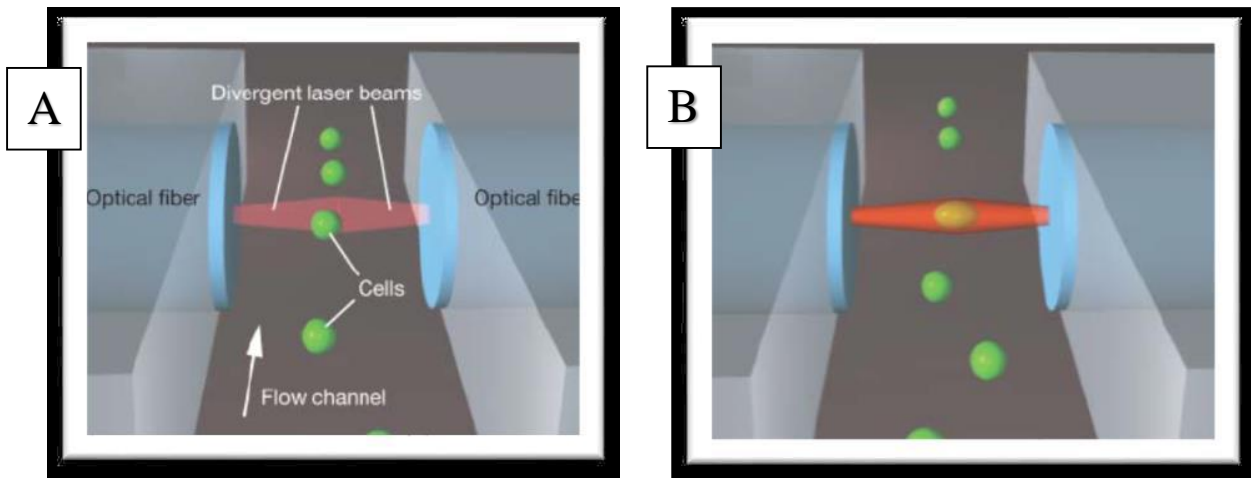 A
B
Divergent laser beams
Optical fiber
Optical fibe
Cells
Flow channel